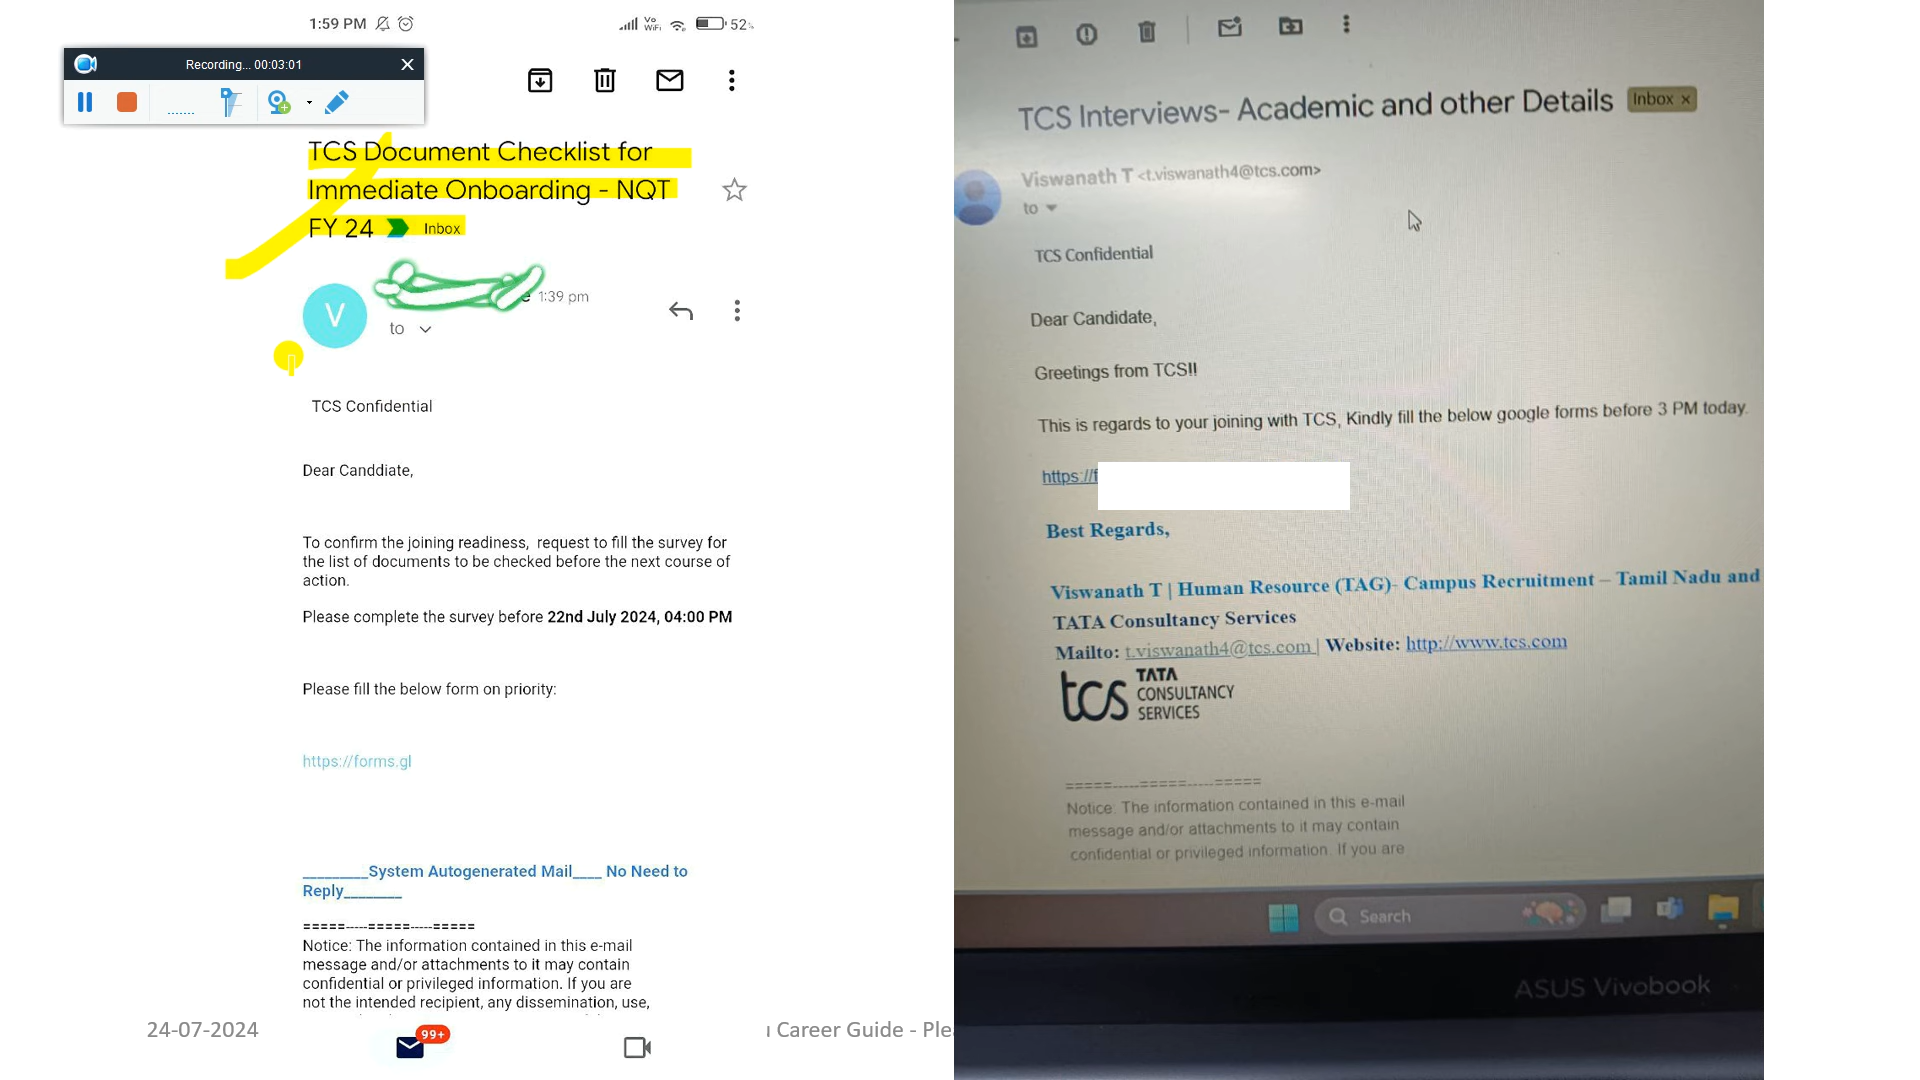 1:59 PM
Vo
WiFi
52%
Recording... 00:03:01
TCS Document Checklist for
Immediate Onboarding - NQT
FY 24 Inbox
1:39 pm
V
to
TCS Confidential
Dear Canddiate,
To confirm the joining readiness, request to fill the survey for
the list of documents to be checked before the next course of
action.
Please complete the survey before 22nd July 2024, 04:00 PM
Please fill the below form on priority:
https://forms.gl
_________System Autogenerated Mail____ No Need to
Reply________
=====-----=====-----=====
Notice: The information contained in this e-mail
message and/or attachments to it may contain
confidential or privileged information. If you are
not the intended recipient, any dissemination, use,
24-07-2024
99+
Career Guide - Ple
TCS Interviews- Academic and other Details Inbox ×
Viswanath T <t.viswanath4@tcs.com>
to
TCS Confidential
Dear Candidate,
Greetings from TCS!!
This is regards to your joining with TCS, Kindly fill the below google forms before 3 PM today.
https://f
Best Regards,
Viswanath T | Human Resource (TAG)- Campus Recruitment – Tamil Nadu and
TATA Consultancy Services
Mailto: t.viswanath4@tcs.com | Website: http://www.tcs.com
tcs TATA
CONSULTANCY
SERVICES
=====-----=====-----=====
Notice: The information contained in this e-mail
message and/or attachments to it may contain
confidential or privileged information. If you are
Search
ASUS Vivobook